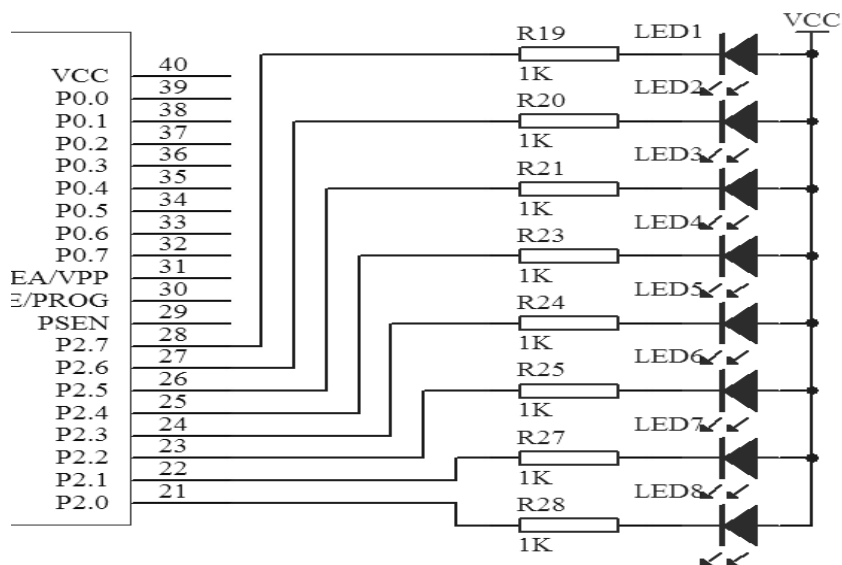 VCC 40
P0.0 39
P0.1 38
P0.2 37
P0.3 36
P0.4 35
P0.5 34
P0.6 33
P0.7 32
EA/VPP 31
E/PROG 30
PSEN 29
P2.7 28
P2.6 27
P2.5 26
P2.4 25
P2.3 24
P2.2 23
P2.1 22
P2.0 21
VCC
R19 LED1
1K
R20 LED2
1K
R21 LED3
1K
R23 LED4
1K
R24 LED5
1K
R25 LED6
1K
R27 LED7
1K
R28 LED8
1K